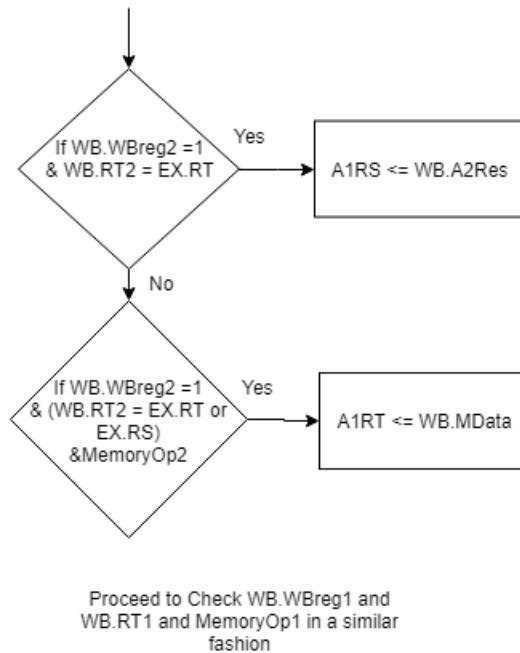 If WB.WBreg2 =1
& WB.RT2 = EX.RT
Yes
A1RS <= WB.A2Res
No
If WB.WBreg2 =1
& (WB.RT2 = EX.RT or
EX.RS)
&MemoryOp2
Yes
A1RT <= WB.MData
Proceed to Check WB.WBreg1 and
WB.RT1 and MemoryOp1 in a similar
fashion